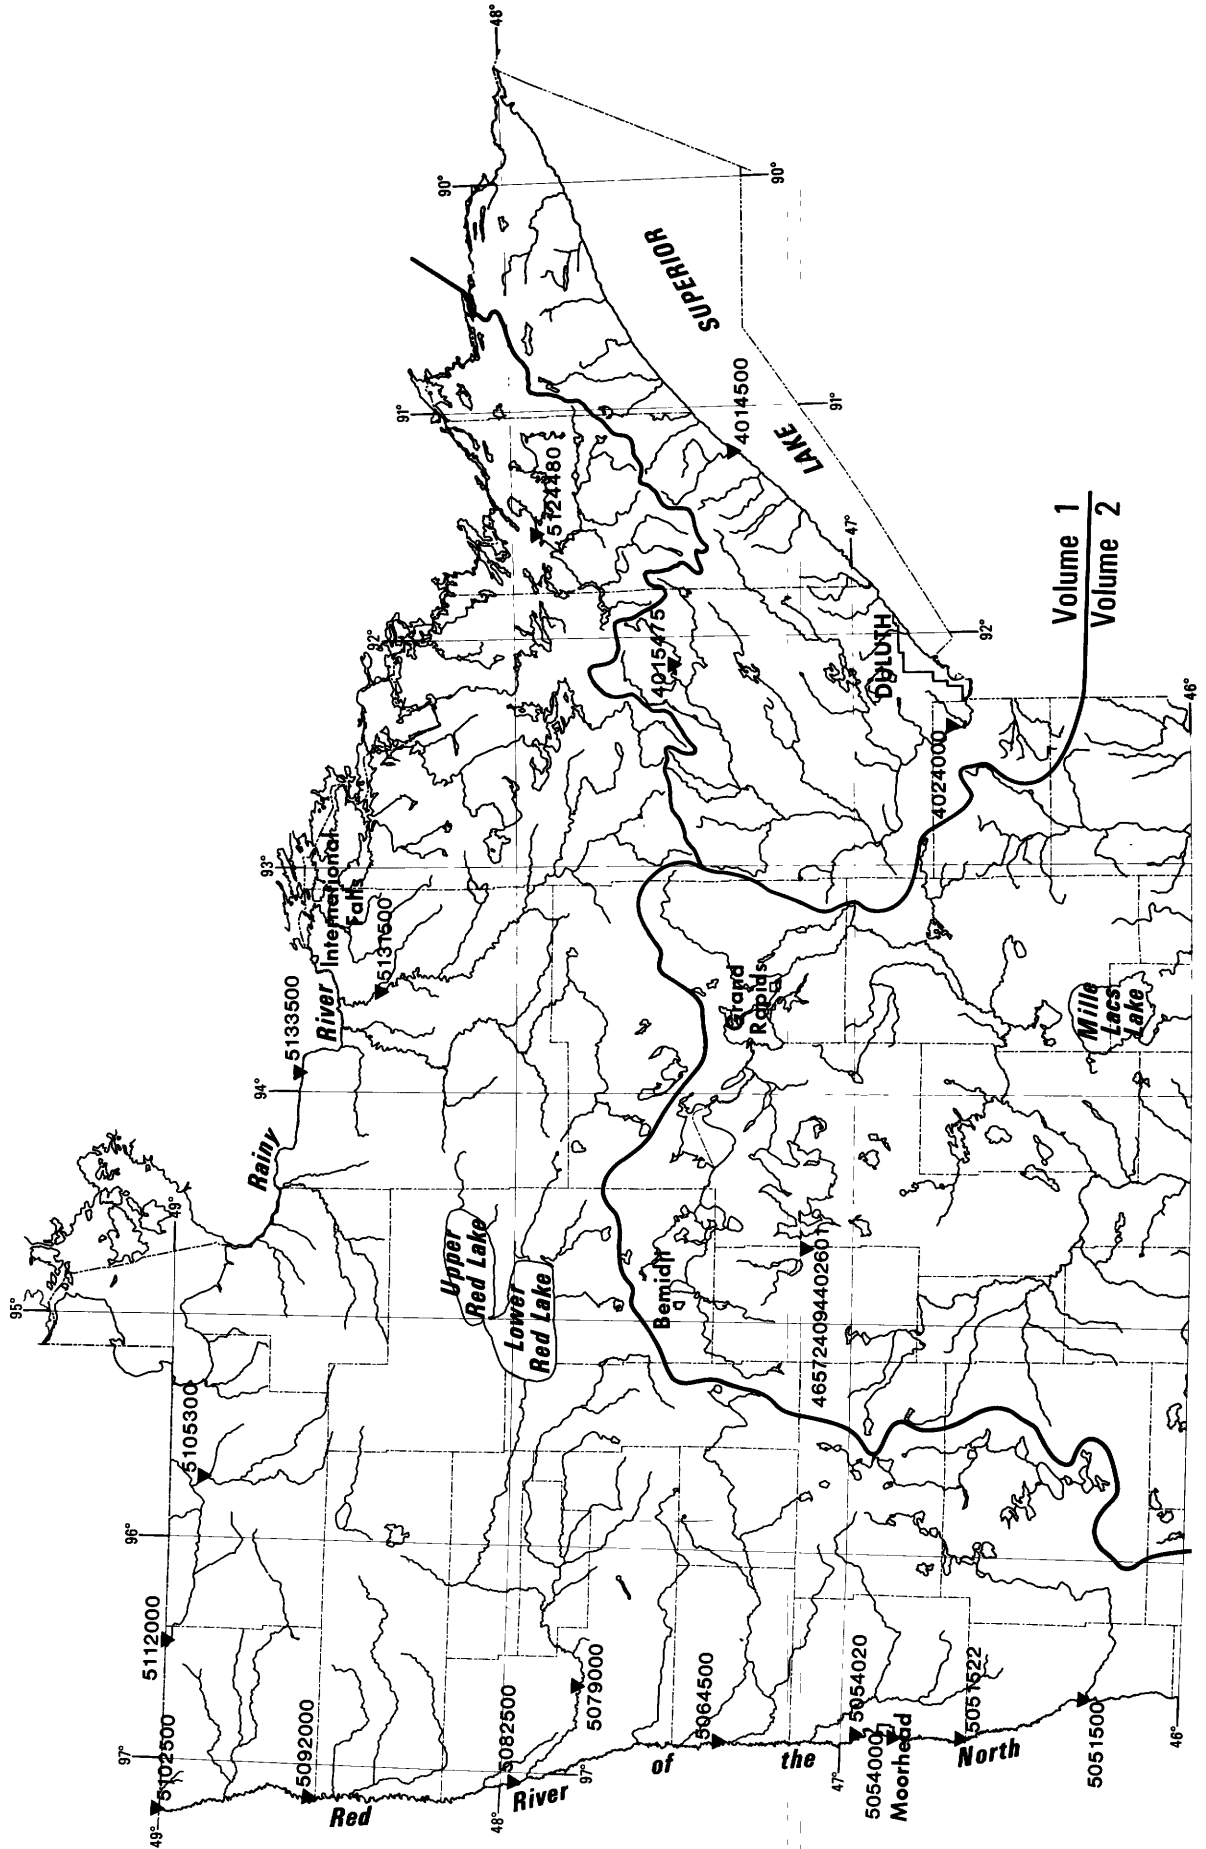 48°
90°
90°
SUPERIOR
LAKE
4014500
91°
91°
5124480
47°
Volume 1
Volume 2
92°
92°
4015475
DULUTH
46°
4024000
93°
International
Falls
5131500
5133500
River
Grand
Rapids
Mille
Lacs
Lake
94°
Rainy
49°
Upper
Red Lake
Lower
Red Lake
Bemidji
465724094402601
95°
5105300
96°
5112000
5102500
97°
49°
5092000
Red
5082500
48°
River
97°
5079000
of
5064500
the
47°
5054020
5054000
Moorhead
5051522
North
5051500
46°